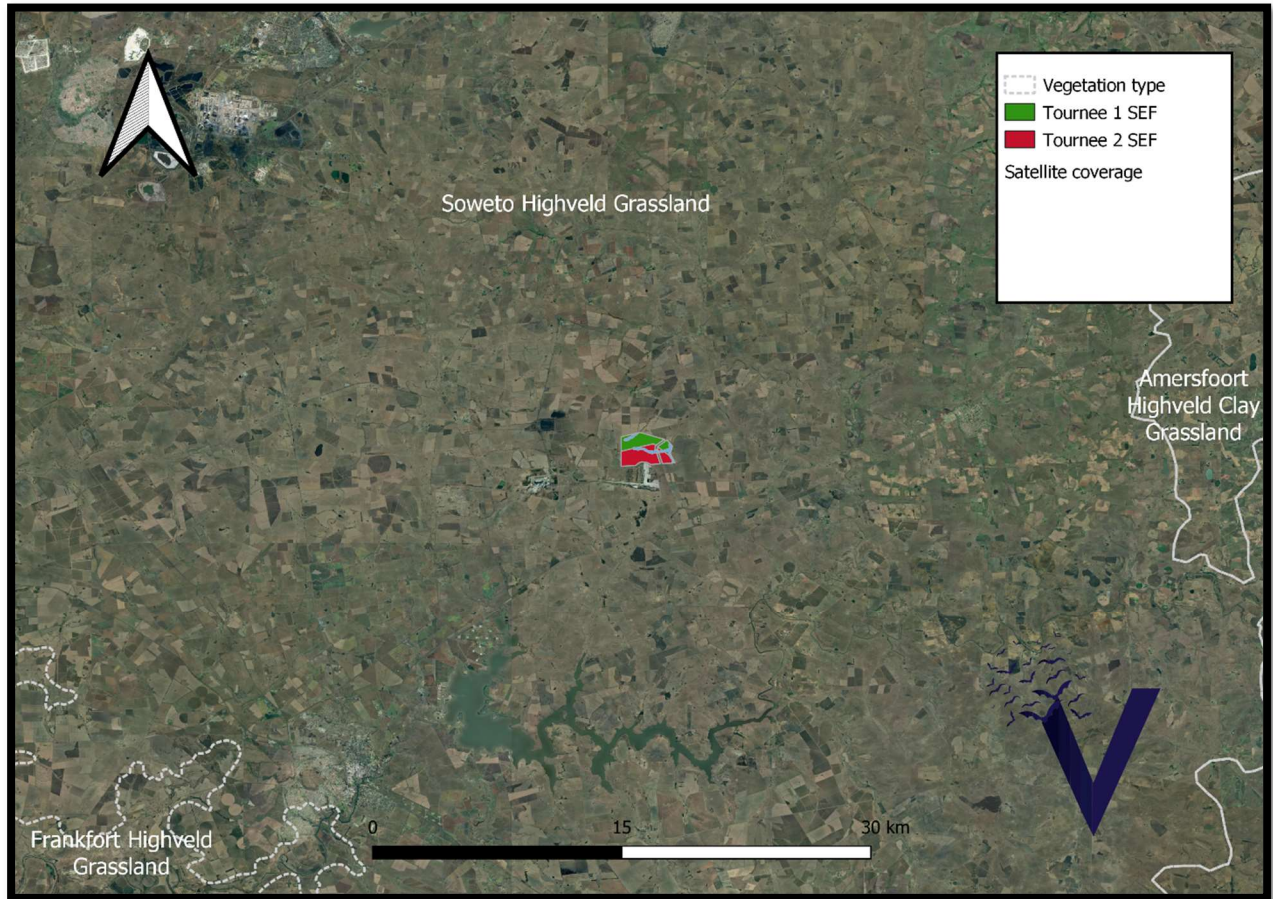 Vegetation type
Tournee 1 SEF
Tournee 2 SEF
Satellite coverage
Soweto Highveld Grassland
Amersfoort
Highveld Clay
Grassland
Frankfort Highveld
Grassland
0 15 30 km